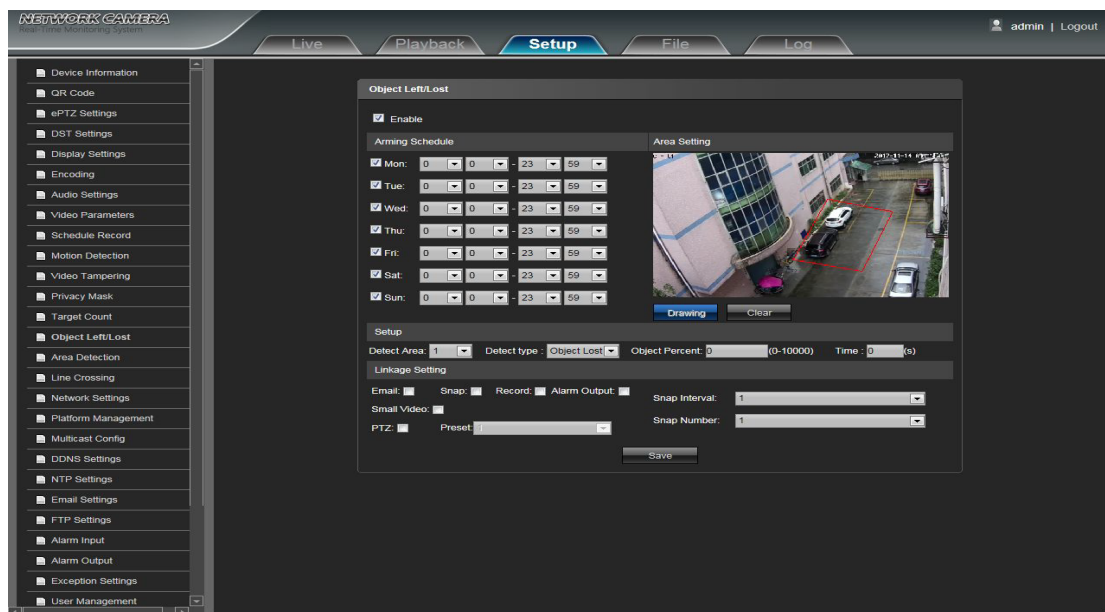 NETWORK CAMERA
Real-Time Monitoring System
Live
Playback
Setup
File
Log
admin | Logout
Device Information
QR Code
ePTZ Settings
DST Settings
Display Settings
Encoding
Audio Settings
Video Parameters
Schedule Record
Motion Detection
Video Tampering
Privacy Mask
Target Count
Object Left/Lost
Area Detection
Line Crossing
Network Settings
Platform Management
Multicast Config
DDNS Settings
NTP Settings
Email Settings
FTP Settings
Alarm Input
Alarm Output
Exception Settings
User Management
Object Left/Lost
Enable
Arming Schedule
Mon: 0 0 - 23 59
Tue: 0 0 - 23 59
Wed: 0 0 - 23 59
Thu: 0 0 - 23 59
Fri: 0 0 - 23 59
Sat: 0 0 - 23 59
Sun: 0 0 - 23 59
Area Setting
2012-11-14
Drawing Clear
Setup
Detect Area: 1 Detect type : Object Lost Object Percent: 0 (0-10000) Time : 0 (s)
Linkage Setting
Email: Snap: Record: Alarm Output:
Small Video:
PTZ: Preset: 1
Snap Interval: 1
Snap Number: 1
Save